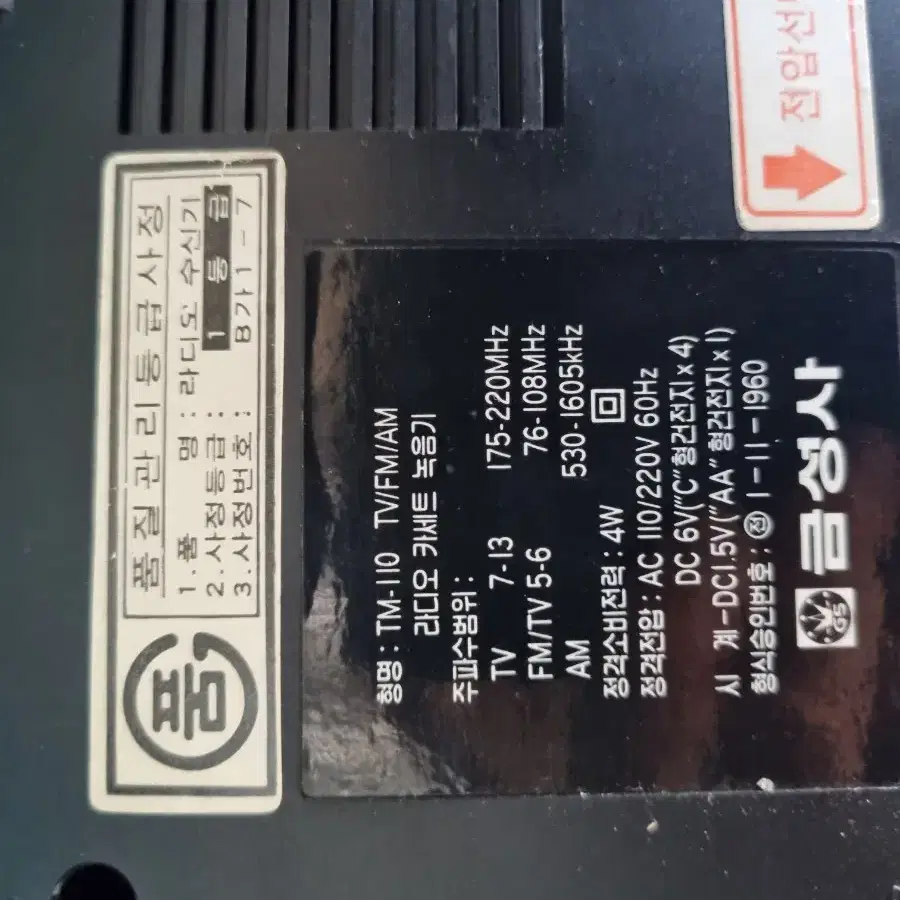 품질관리등급사정
1. 품 명 : 라디오 수신기
2. 사정등급 : 1 등 급
3. 사정번호 : B가 1 - 7
품
형명 : TM-110 TV/FM/AM
라디오 카세트 녹음기
주파수범위 :
TV 7-13 175-220MHz
FM/TV 5-6 76-108MHz
AM 530-1605kHz
정격소비전력 : 4W
정격전압 : AC 110/220V 60Hz
DC 6V("C"형건전지×4)
시 계-DC1.5V("AA"형건전지×1)
형식승인번호 : 전 1-11-1960
GS 금성사
전압선